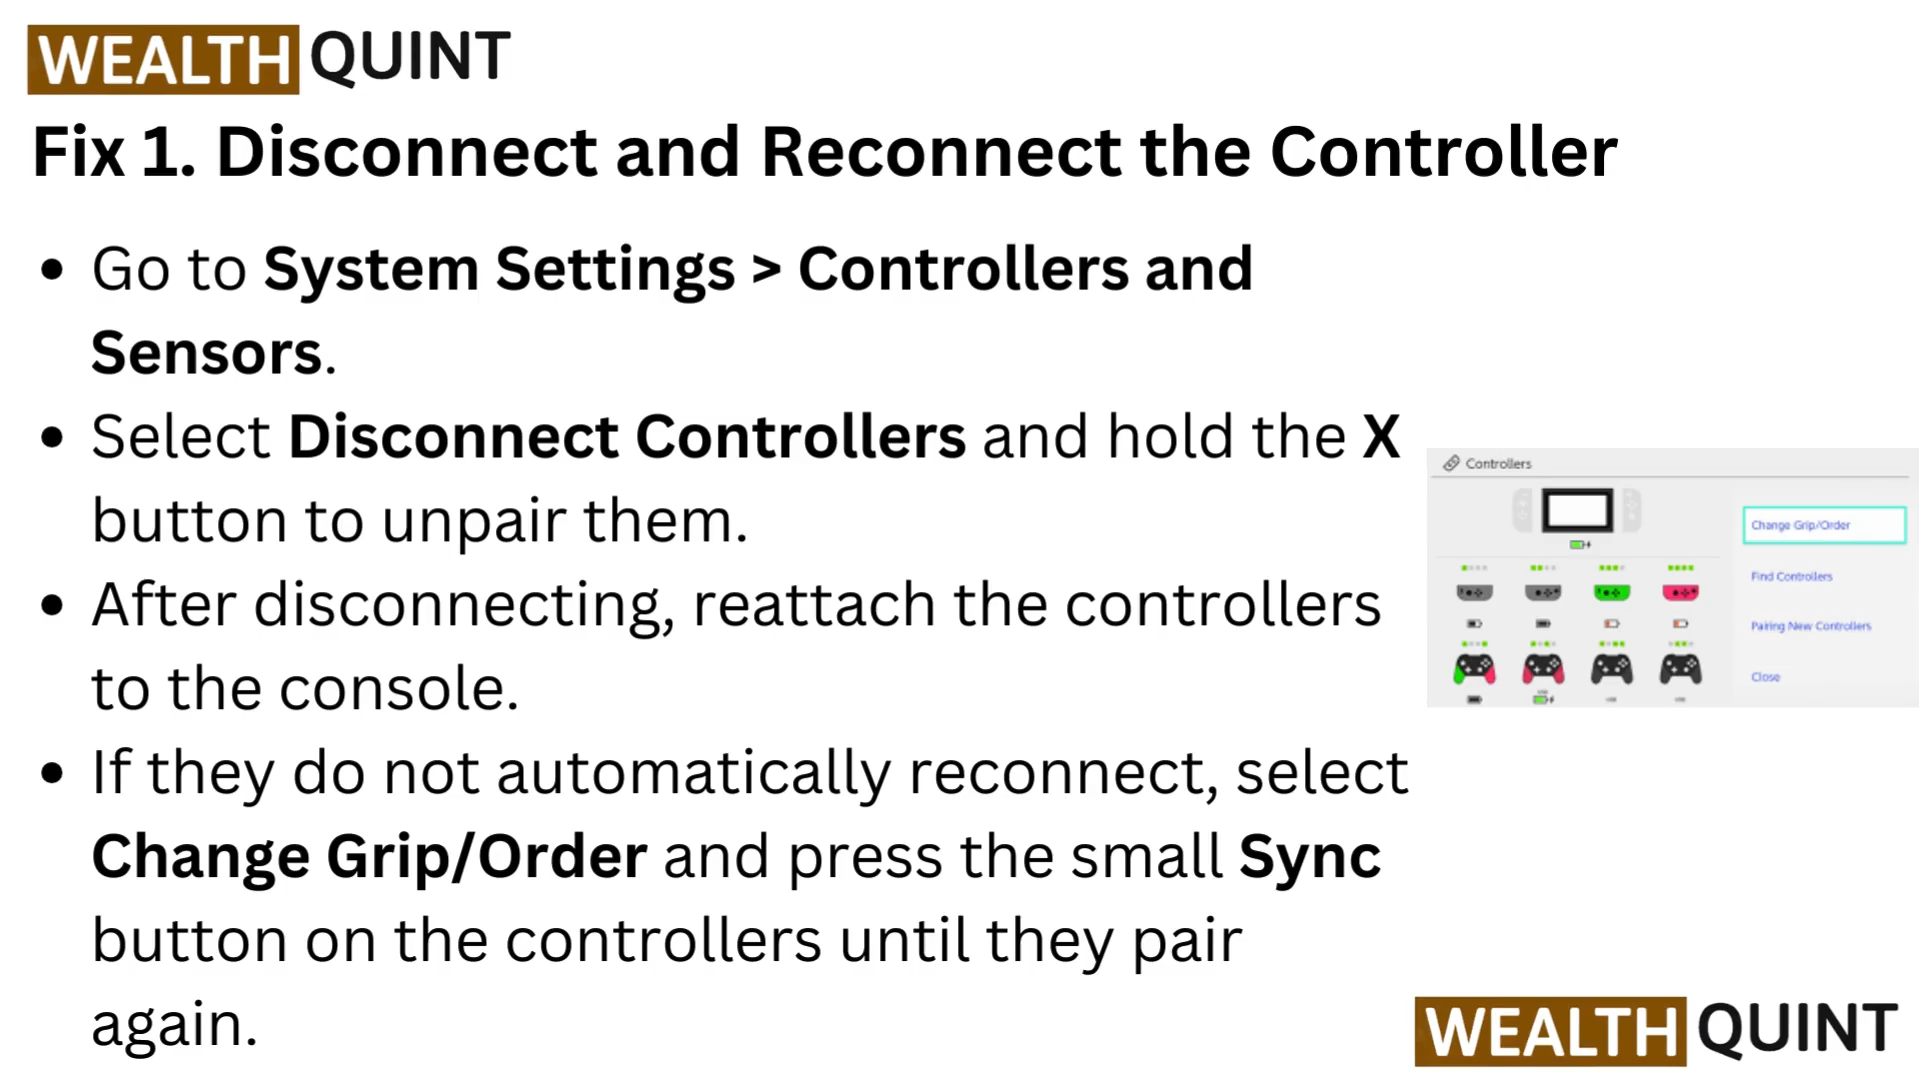 WEALTH QUINT
Fix 1. Disconnect and Reconnect the Controller
• Go to System Settings > Controllers and
Sensors.
• Select Disconnect Controllers and hold the X
button to unpair them.
• After disconnecting, reattach the controllers
to the console.
• If they do not automatically reconnect, select
Change Grip/Order and press the small Sync
button on the controllers until they pair
again.
Controllers
Change Grip/Order
Find Controllers
Pairing New Controllers
Close
WEALTH QUINT